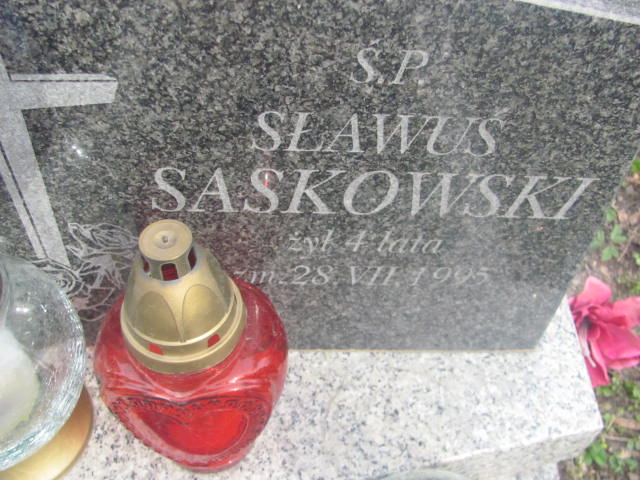 Ś.P.
SŁAWUŚ
SASKOWSKI
żył 4 lata
zm. 28 VII 1995